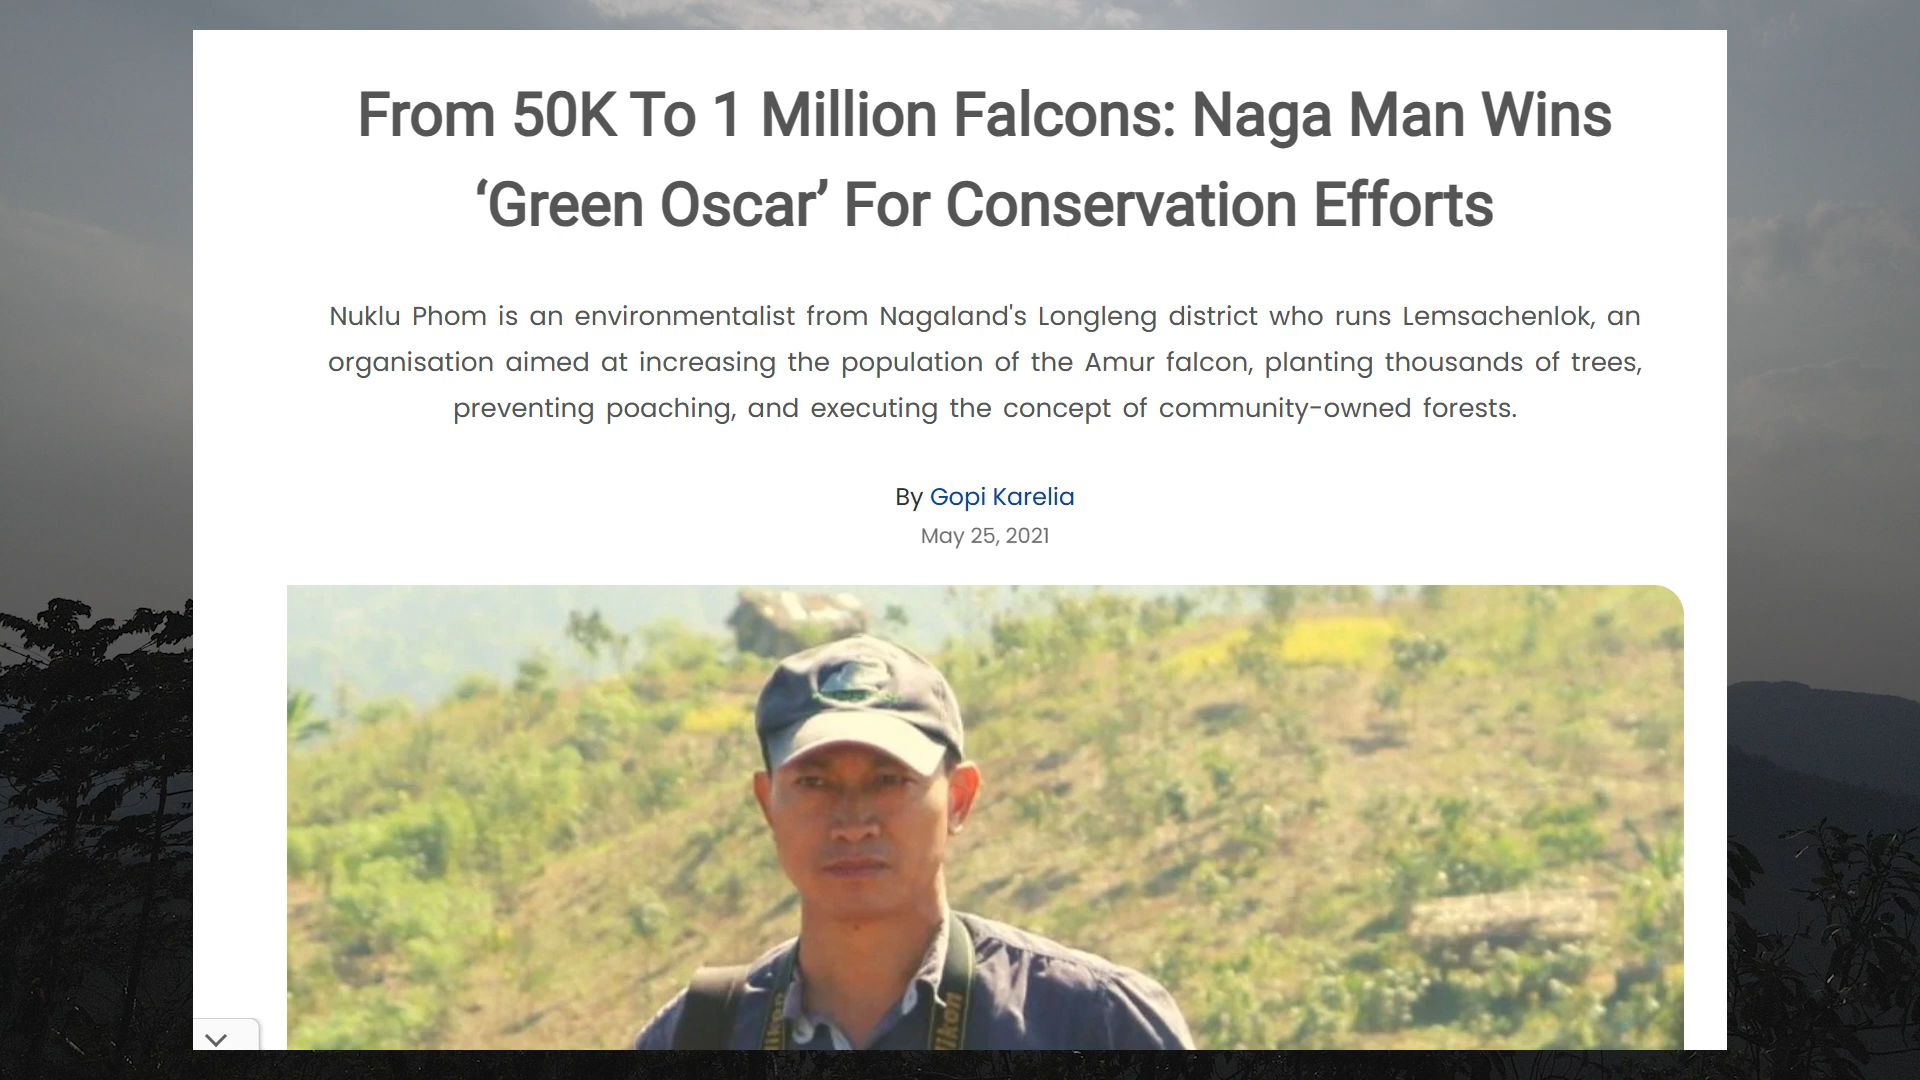 From 50K To 1 Million Falcons: Naga Man Wins
‘Green Oscar’ For Conservation Efforts
Nuklu Phom is an environmentalist from Nagaland's Longleng district who runs Lemsachenlok, an
organisation aimed at increasing the population of the Amur falcon, planting thousands of trees,
preventing poaching, and executing the concept of community-owned forests.
By Gopi Karelia
May 25, 2021
Nikon
Nikon